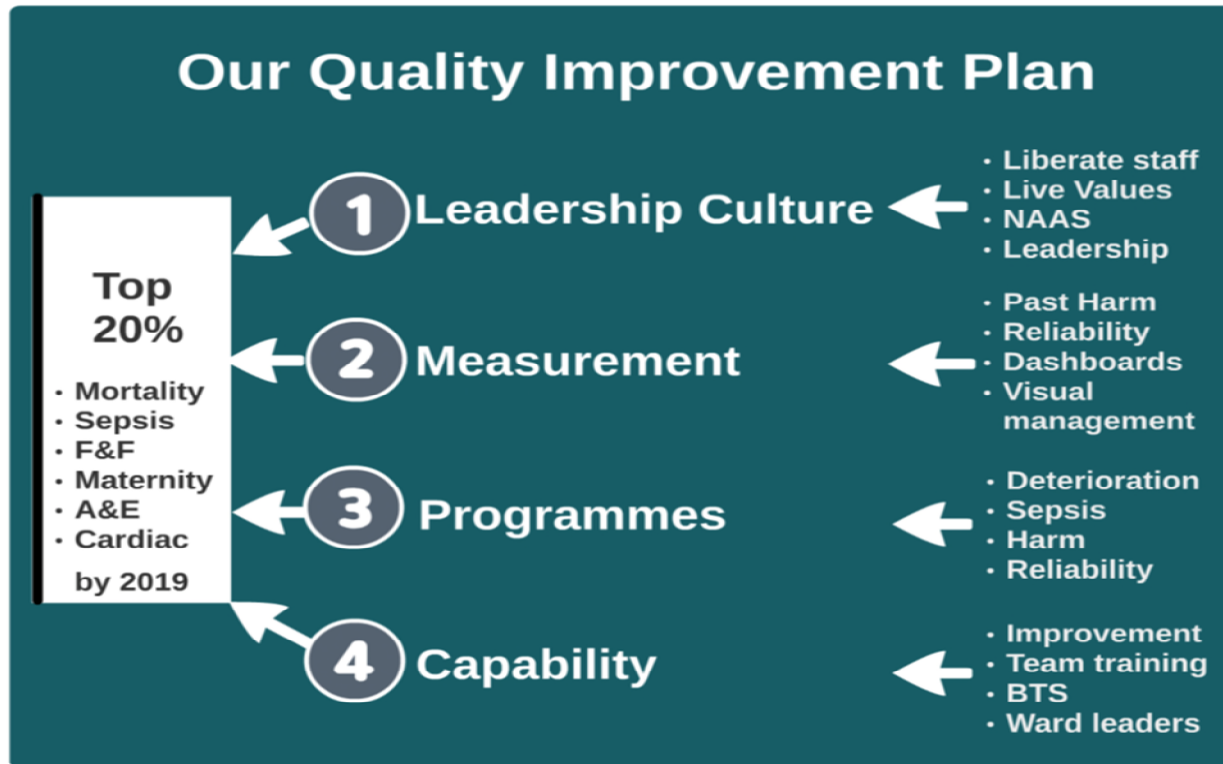 Our Quality Improvement Plan
Top
20%
· Mortality
· Sepsis
· F&F
· Maternity
· A&E
· Cardiac
by 2019
1 Leadership Culture
· Liberate staff
· Live Values
· NAAS
· Leadership
2 Measurement
· Past Harm
· Reliability
· Dashboards
· Visual
management
3 Programmes
· Deterioration
· Sepsis
· Harm
· Reliability
4 Capability
· Improvement
· Team training
· BTS
· Ward leaders